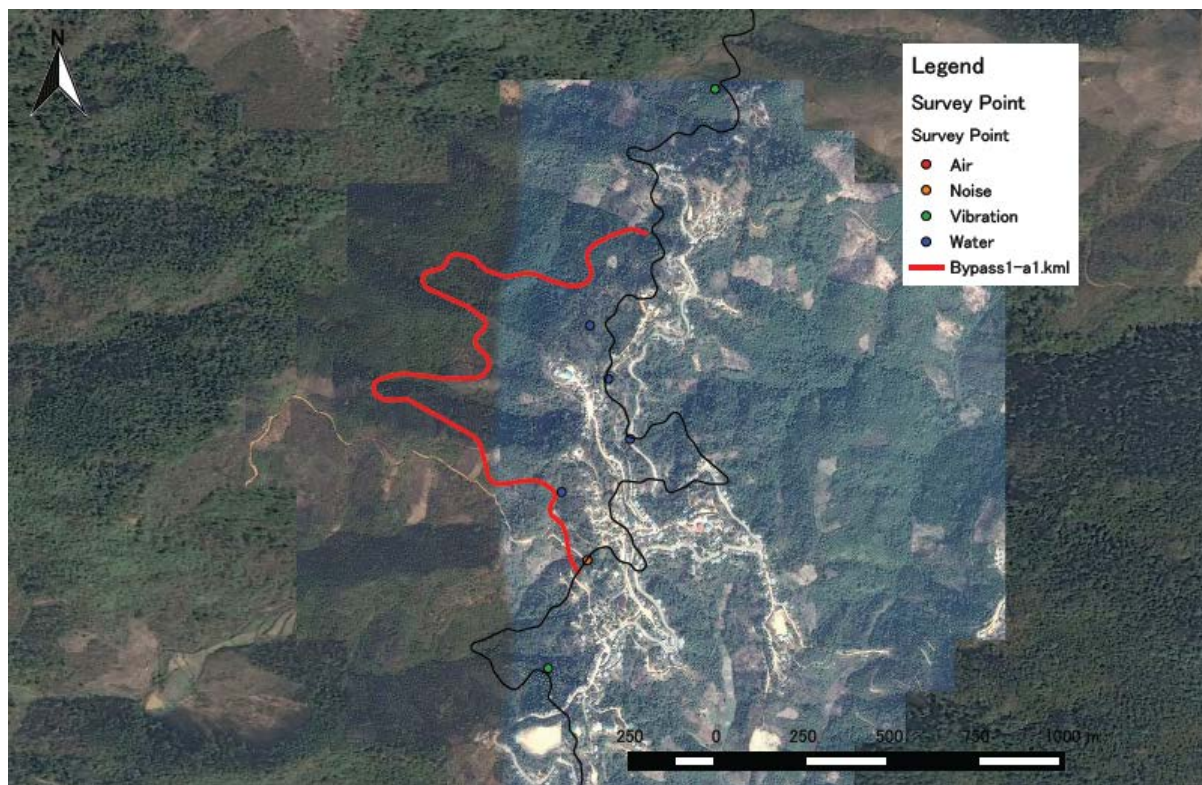 N
Legend
Survey Point
Survey Point
Air
Noise
Vibration
Water
Bypass1-a1.kml
250 0 250 500 750 1000 m